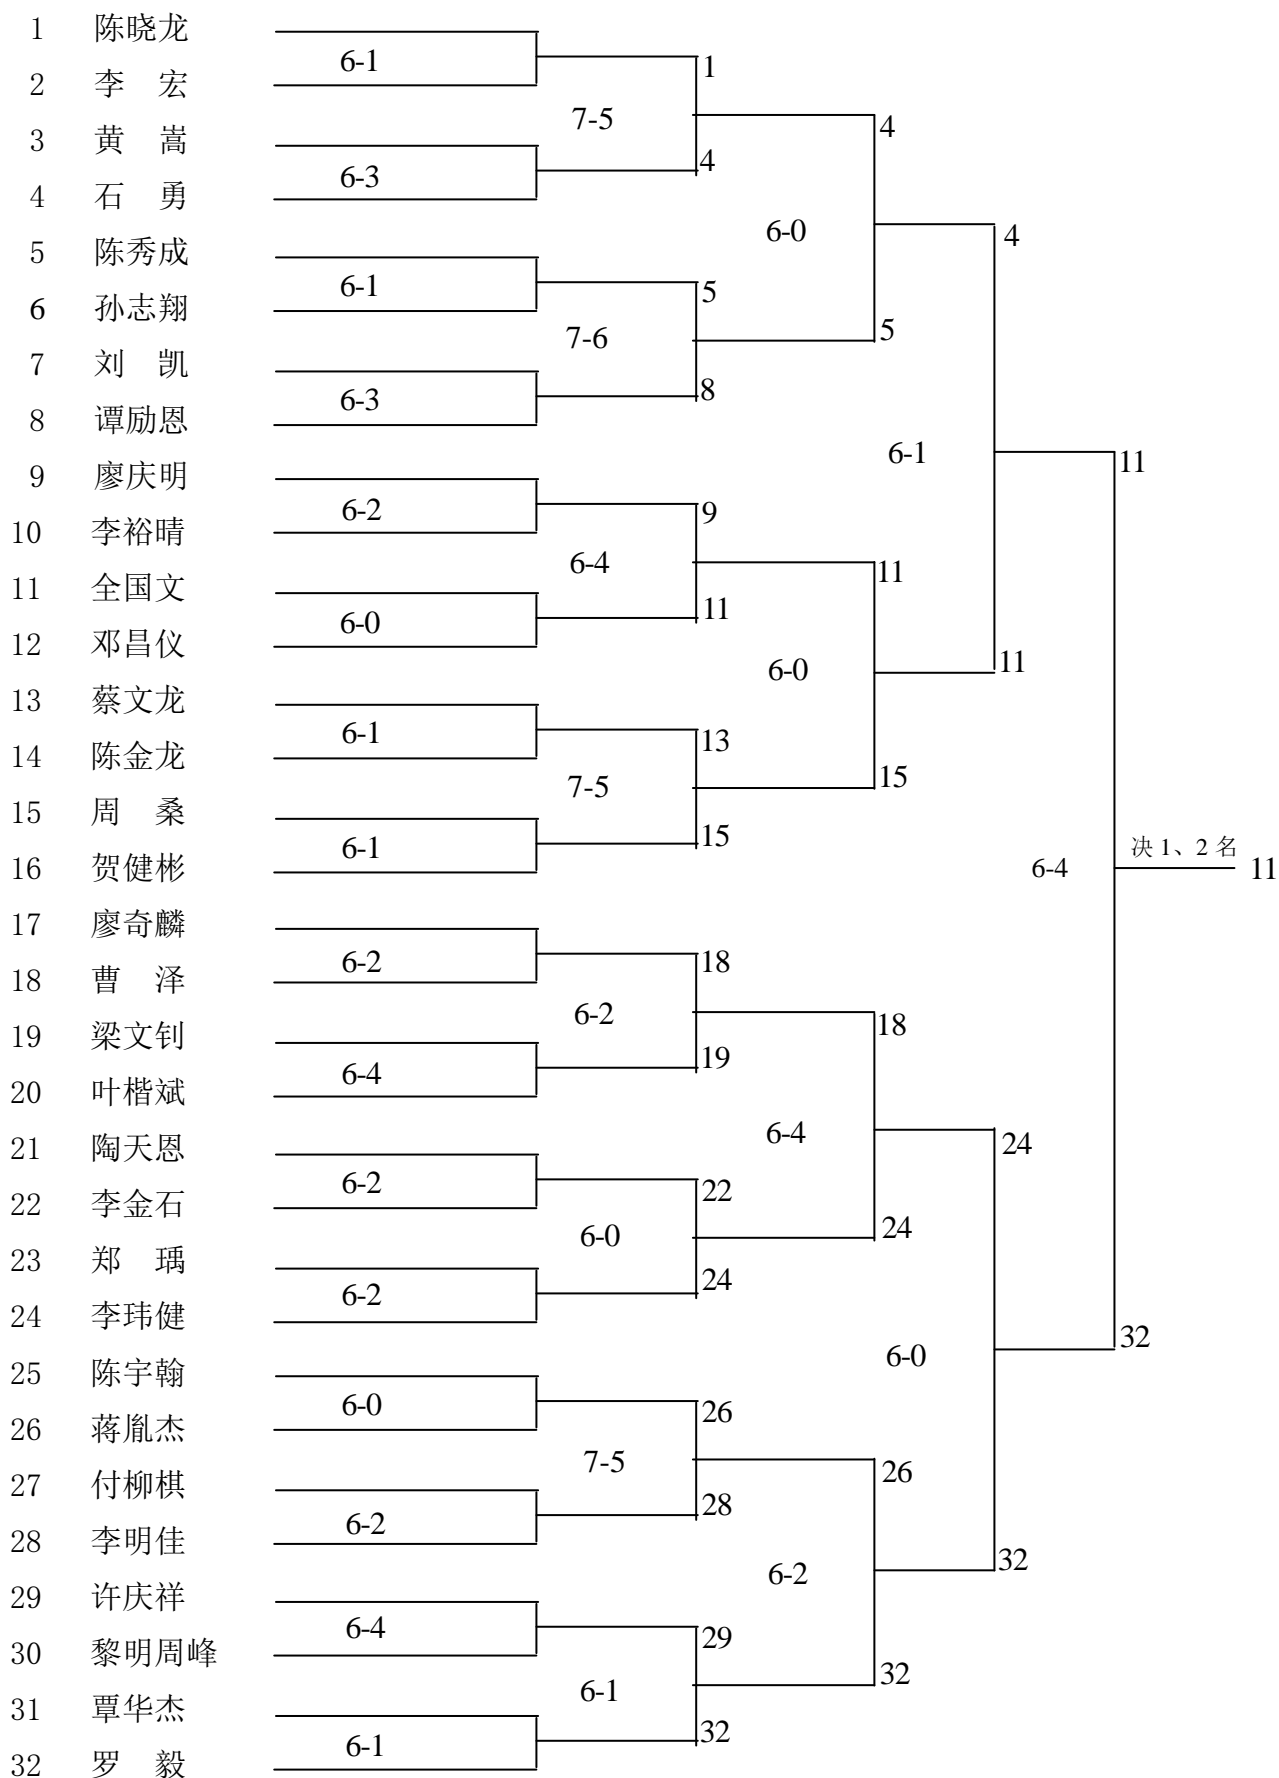 1 陈晓龙
6-1
1
2 李 宏
7-5
4
3 黄 嵩
6-3
4
4 石 勇
6-0
4
5 陈秀成
6-1
5
6 孙志翔
7-6
5
7 刘 凯
6-3
8
8 谭励恩
6-1
11
9 廖庆明
6-2
9
10 李裕晴
6-4
11
11 全国文
6-0
11
12 邓昌仪
6-0
11
13 蔡文龙
6-1
13
14 陈金龙
7-5
15
15 周 桑
6-1
15
16 贺健彬
6-4
决 1、2 名
11
17 廖奇麟
6-2
18
18 曹 泽
6-2
18
19 梁文钊
6-4
19
20 叶楷斌
6-4
24
21 陶天恩
6-2
22
22 李金石
6-0
24
23 郑 瑀
6-2
24
24 李玮健
6-0
32
25 陈宇翰
6-0
26
26 蒋胤杰
7-5
26
27 付柳棋
6-2
28
28 李明佳
6-2
32
29 许庆祥
6-4
29
30 黎明周峰
6-1
32
31 覃华杰
6-1
32
32 罗 毅